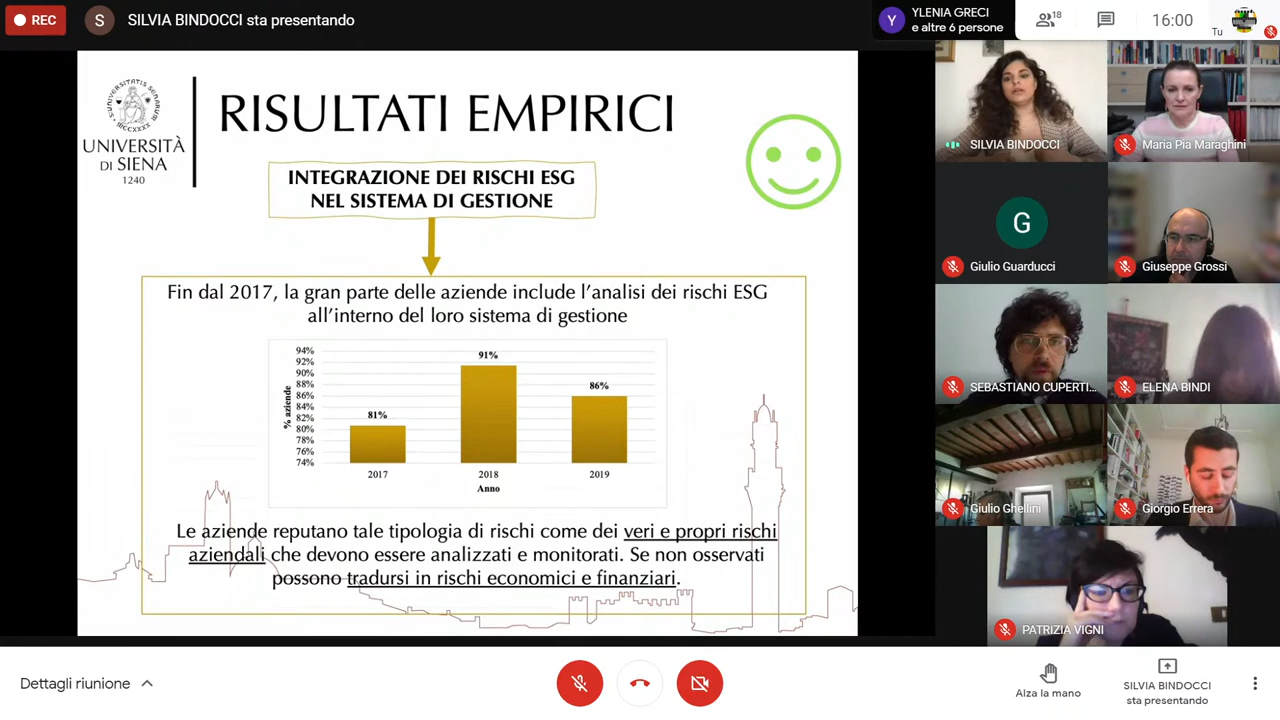 REC
S
SILVIA BINDOCCI sta presentando
Y
YLENIA GRECI
e altre 6 persone
18
16:00
Tu
UNIVERSITÀ
DI SIENA
1240
RISULTATI EMPIRICI
INTEGRAZIONE DEI RISCHI ESG
NEL SISTEMA DI GESTIONE
Fin dal 2017, la gran parte delle aziende include l'analisi dei rischi ESG
all'interno del loro sistema di gestione
94%
92%
90%
88%
86%
84%
82%
80%
78%
76%
74%
% aziende
81%
91%
86%
2017
2018
2019
Anno
Le aziende reputano tale tipologia di rischi come dei veri e propri rischi
aziendali che devono essere analizzati e monitorati. Se non osservati
possono tradursi in rischi economici e finanziari.
SILVIA BINDOCCI
Maria Pia Maraghini
G
Giulio Guarducci
Giuseppe Grossi
SEBASTIANO CUPERTI...
ELENA BINDI
Giulio Ghellini
Giorgio Errera
PATRIZIA VIGNI
Dettagli riunione
Alza la mano
SILVIA BINDOCCI
sta presentando